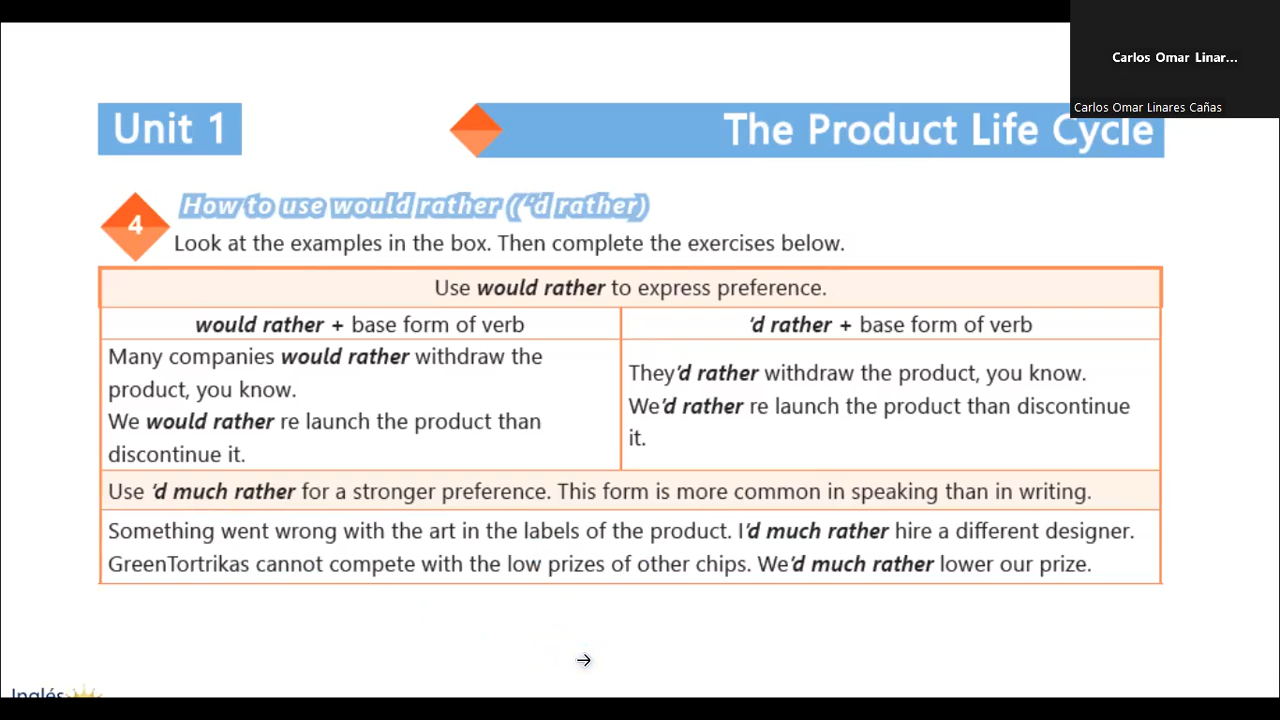 Carlos Omar Linar...
Carlos Omar Linares Cañas
Unit 1
The Product Life Cycle
4
How to use would rather (('d rather)
Look at the examples in the box. Then complete the exercises below.
Use would rather to express preference.
would rather + base form of verb
'd rather + base form of verb
Many companies would rather withdraw the
product, you know.
We would rather re launch the product than
discontinue it.
They'd rather withdraw the product, you know.
We'd rather re launch the product than discontinue
it.
Use 'd much rather for a stronger preference. This form is more common in speaking than in writing.
Something went wrong with the art in the labels of the product. I'd much rather hire a different designer.
GreenTortrikas cannot compete with the low prizes of other chips. We'd much rather lower our prize.
Inglés